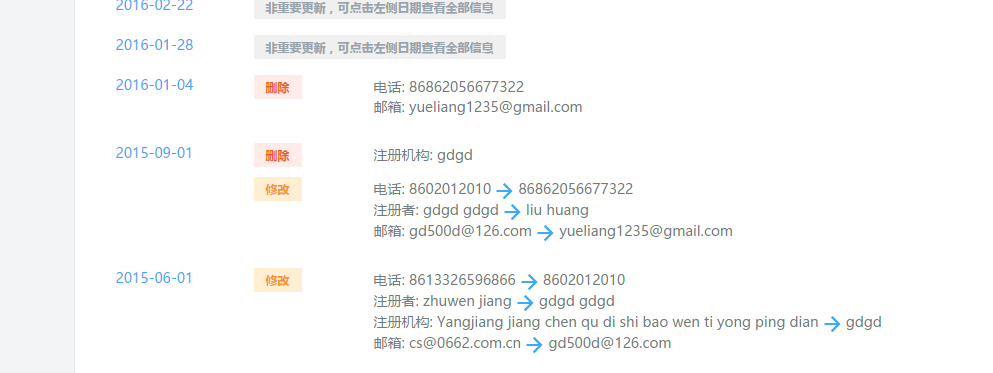 2016-02-22 非重要更新，可点击左侧日期查看全部信息
2016-01-28 非重要更新，可点击左侧日期查看全部信息
2016-01-04 删除 电话: 86862056677322
邮箱: yueliang1235@gmail.com
2015-09-01 删除 注册机构: gdgd
修改 电话: 8602012010 → 86862056677322
注册者: gdgd gdgd → liu huang
邮箱: gd500d@126.com → yueliang1235@gmail.com
2015-06-01 修改 电话: 8613326596866 → 8602012010
注册者: zhuwen jiang → gdgd gdgd
注册机构: Yangjiang jiang chen qu di shi bao wen ti yong ping dian → gdgd
邮箱: cs@0662.com.cn → gd500d@126.com